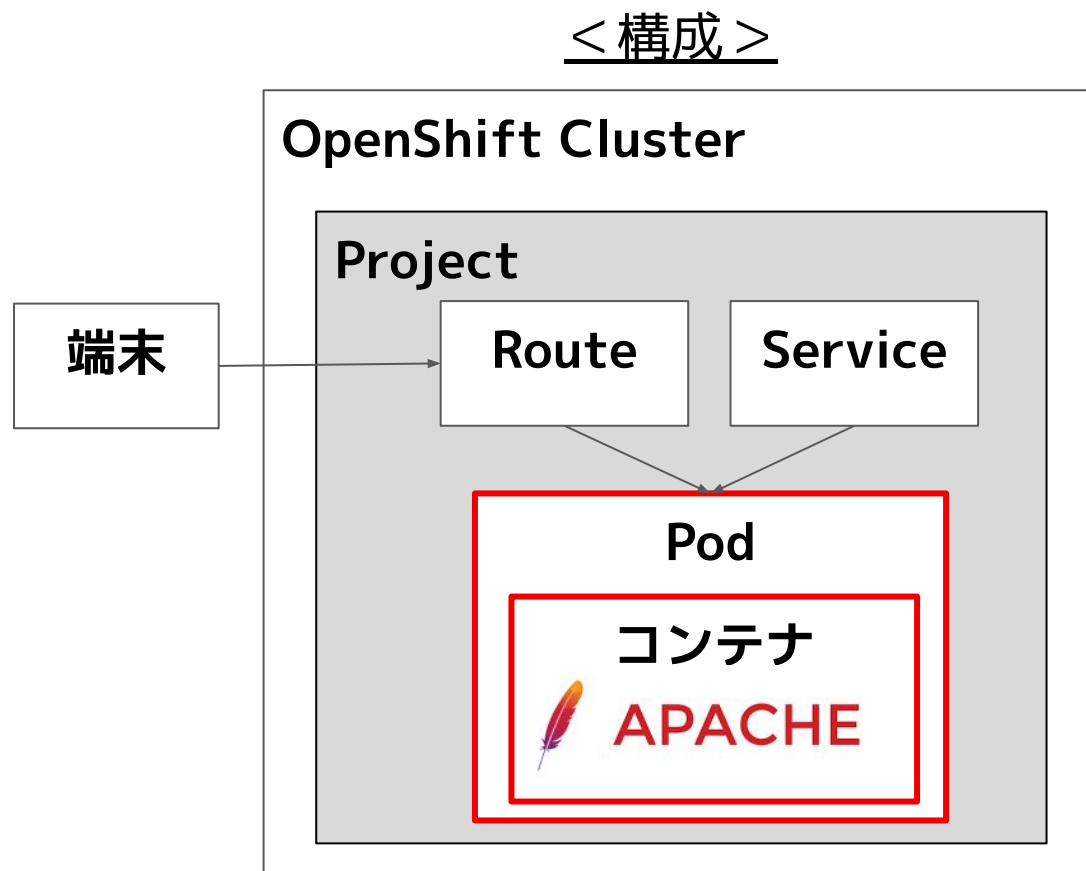 ＜構成＞
OpenShift Cluster
Project
端末
Route
Service
Pod
コンテナ
APACHE